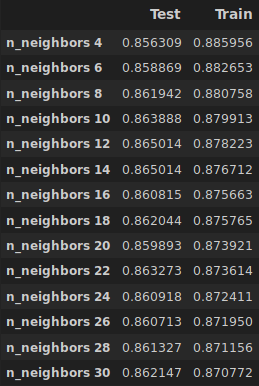 Test Train
n_neighbors 4 0.856309 0.885956
n_neighbors 6 0.858869 0.882653
n_neighbors 8 0.861942 0.880758
n_neighbors 10 0.863888 0.879913
n_neighbors 12 0.865014 0.878223
n_neighbors 14 0.865014 0.876712
n_neighbors 16 0.860815 0.875663
n_neighbors 18 0.862044 0.875765
n_neighbors 20 0.859893 0.873921
n_neighbors 22 0.863273 0.873614
n_neighbors 24 0.860918 0.872411
n_neighbors 26 0.860713 0.871950
n_neighbors 28 0.861327 0.871156
n_neighbors 30 0.862147 0.870772